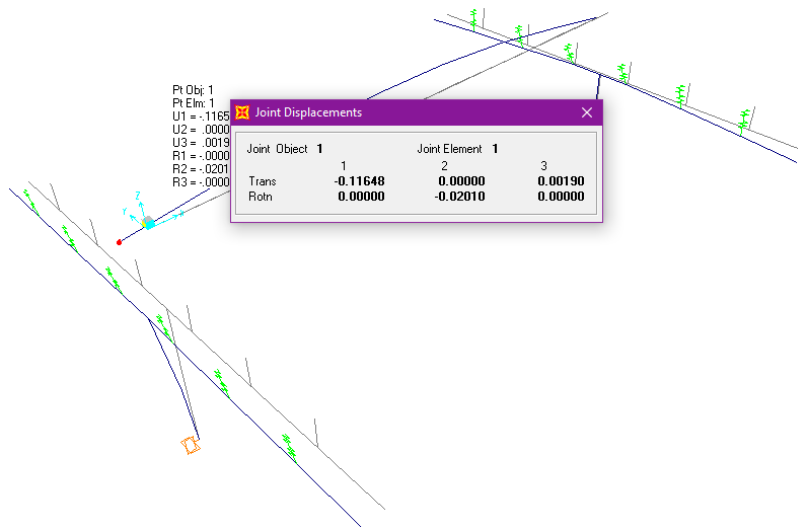 Pt Obj: 1
Pt Elm: 1
U1 = -.1165
U2 = .0000
U3 = .0019
R1 = -.0000
R2 = -.0201
R3 = -.0000
Joint Displacements
Joint Object 1 Joint Element 1
1 2 3
Trans -0.11648 0.00000 0.00190
Rotn 0.00000 -0.02010 0.00000
Z
Y